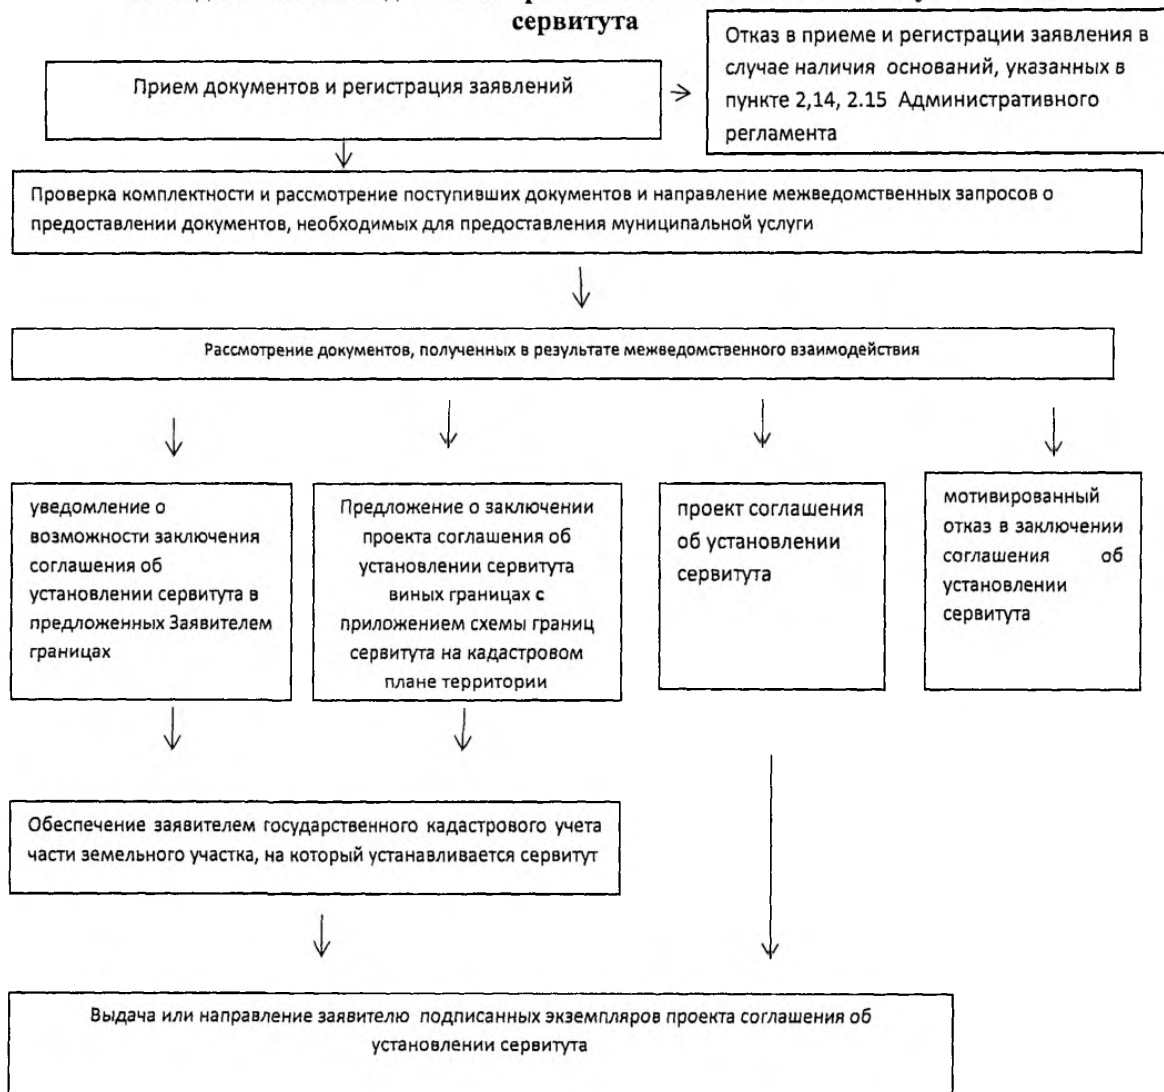 сервитута
Отказ в приеме и регистрации заявления в
случае наличия оснований, указанных в
пункте 2,14, 2.15 Административного
регламента
Прием документов и регистрация заявлений
Проверка комплектности и рассмотрение поступивших документов и направление межведомственных запросов о
предоставлении документов, необходимых для предоставления муниципальной услуги
Рассмотрение документов, полученных в результате межведомственного взаимодействия
уведомление о
возможности заключения
соглашения об
установлении сервитута в
предложенных Заявителем
границах
Предложение о заключении
проекта соглашения об
установлении сервитута
виных границах с
приложением схемы границ
сервитута на кадастровом
плане территории
проект соглашения
об установлении
сервитута
мотивированный
отказ в заключении
соглашения об
установлении
сервитута
Обеспечение заявителем государственного кадастрового учета
части земельного участка, на который устанавливается сервитут
Выдача или направление заявителю подписанных экземпляров проекта соглашения об
установлении сервитута